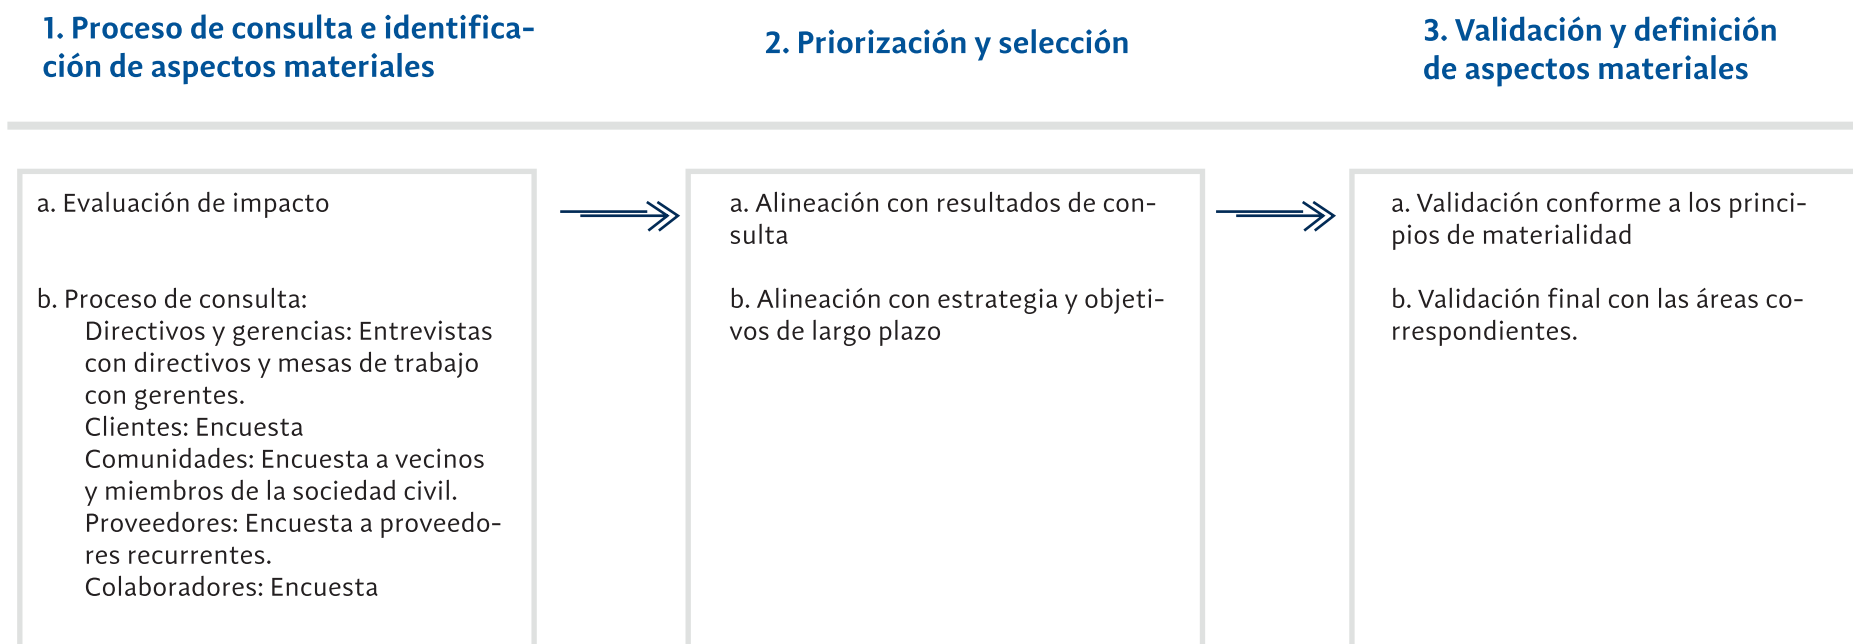 1. Proceso de consulta e identifica-
ción de aspectos materiales
2. Priorización y selección
3. Validación y definición
de aspectos materiales
a. Evaluación de impacto
b. Proceso de consulta:
Directivos y gerencias: Entrevistas
con directivos y mesas de trabajo
con gerentes.
Clientes: Encuesta
Comunidades: Encuesta a vecinos
y miembros de la sociedad civil.
Proveedores: Encuesta a proveedo-
res recurrentes.
Colaboradores: Encuesta
a. Alineación con resultados de con-
sulta
b. Alineación con estrategia y objeti-
vos de largo plazo
a. Validación conforme a los princi-
pios de materialidad
b. Validación final con las áreas co-
rrespondientes.